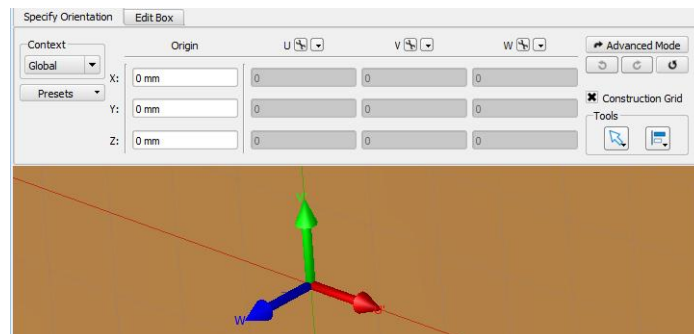 Specify Orientation Edit Box
Context
Global
Presets
Origin U V W
X: 0 mm 0 0 0
Y: 0 mm 0 0 0
Z: 0 mm 0 0 0
Advanced Mode
Construction Grid
Tools
W